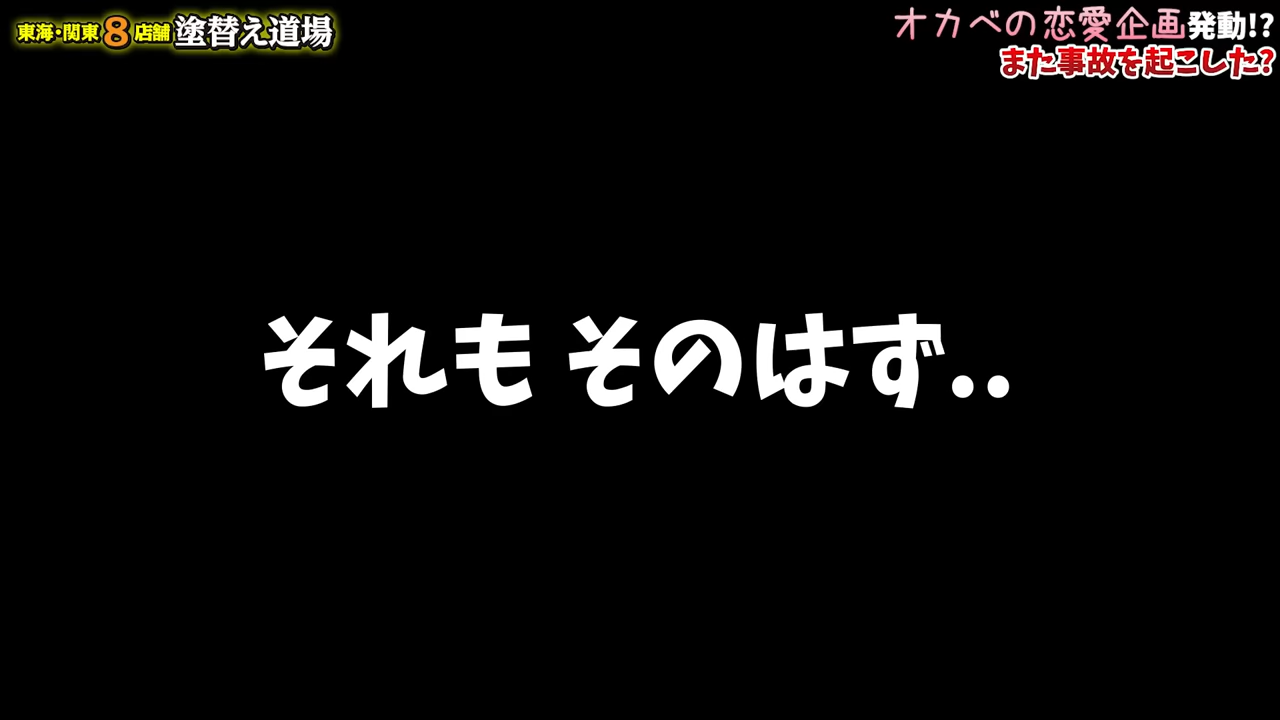 東海・関東8店舗塗替え道場
オカベの恋愛企画発動!?
また事故を起こした?
それも そのはず..